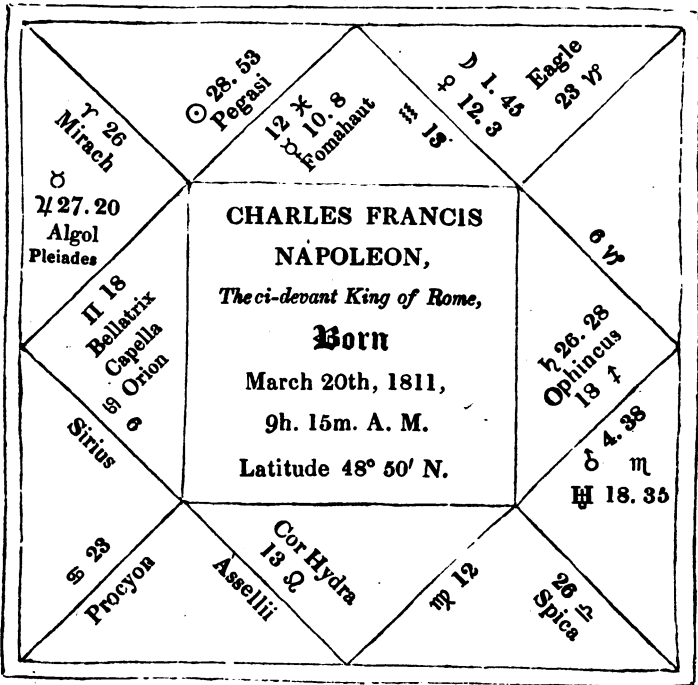 ☉ 28. 53
Pegasi
12 ♓
☿ 10. 8
Fomahaut
♒ 13
☽ 1. 45
♀ 12. 3
Eagle
23 ♑
♈ 26
Mirach
♉
♃ 27. 20
Algol
Pleiades
♊ 18
Bellatrix
Capella
Orion
♋ 6
CHARLES FRANCIS
NAPOLEON,
The ci-devant King of Rome,
Born
March 20th, 1811,
9h. 15m. A. M.
Latitude 48° 50′ N.
6 ♑
♄ 26. 28
Ophincus
18 ♐
♂ 4. 38
♏
♅ 18. 35
Sirius
♋ 23
Procyon
Assellii
Cor Hydra
13 ♌
♍ 12
26 ♎
Spica